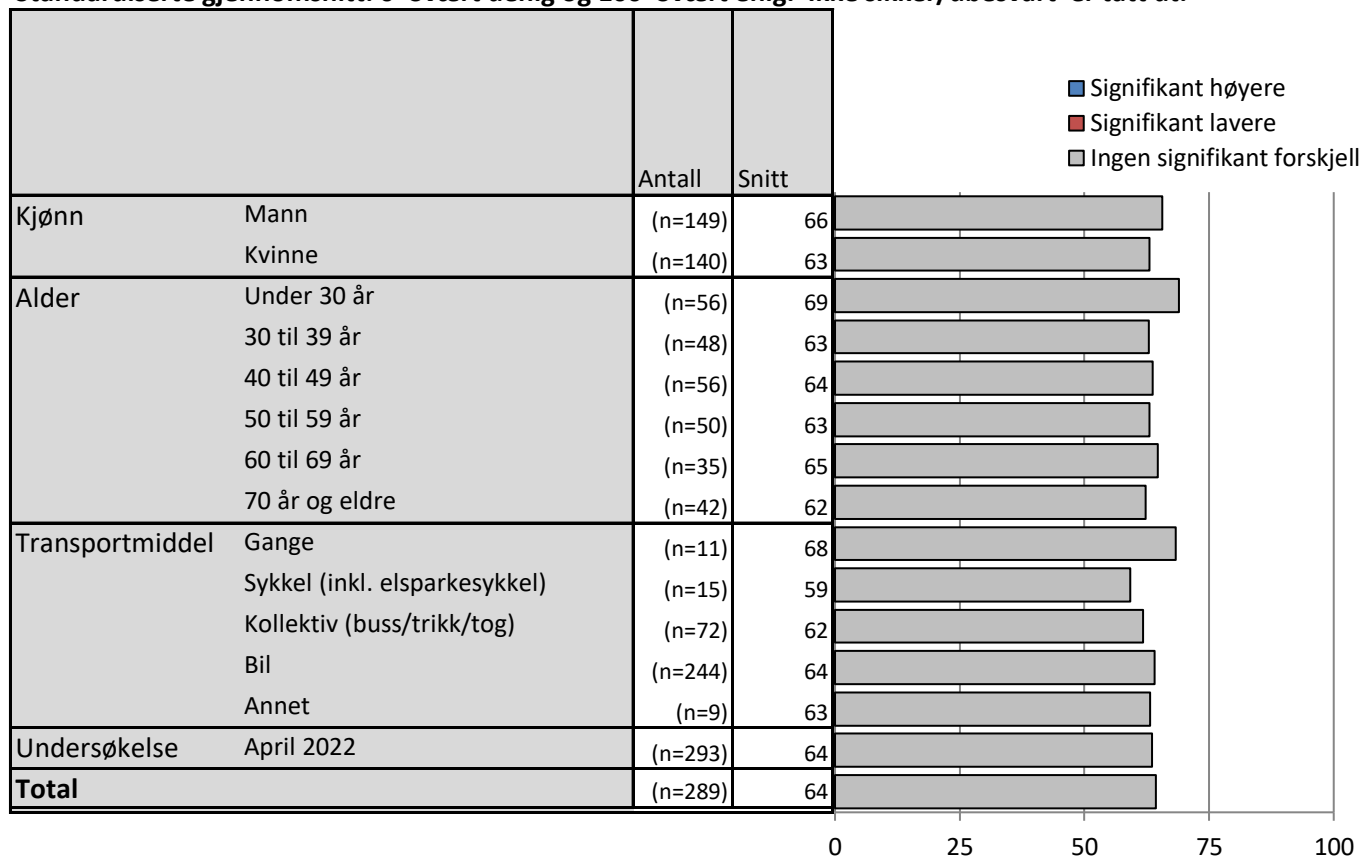 Signifikant høyere
Signifikant lavere
Ingen signifikant forskjell
Antall Snitt
Kjønn Mann (n=149) 66
Kvinne (n=140) 63
Alder Under 30 år (n=56) 69
30 til 39 år (n=48) 63
40 til 49 år (n=56) 64
50 til 59 år (n=50) 63
60 til 69 år (n=35) 65
70 år og eldre (n=42) 62
Transportmiddel Gange (n=11) 68
Sykkel (inkl. elsparkesykkel) (n=15) 59
Kollektiv (buss/trikk/tog) (n=72) 62
Bil (n=244) 64
Annet (n=9) 63
Undersøkelse April 2022 (n=293) 64
Total (n=289) 64
0 25 50 75 100